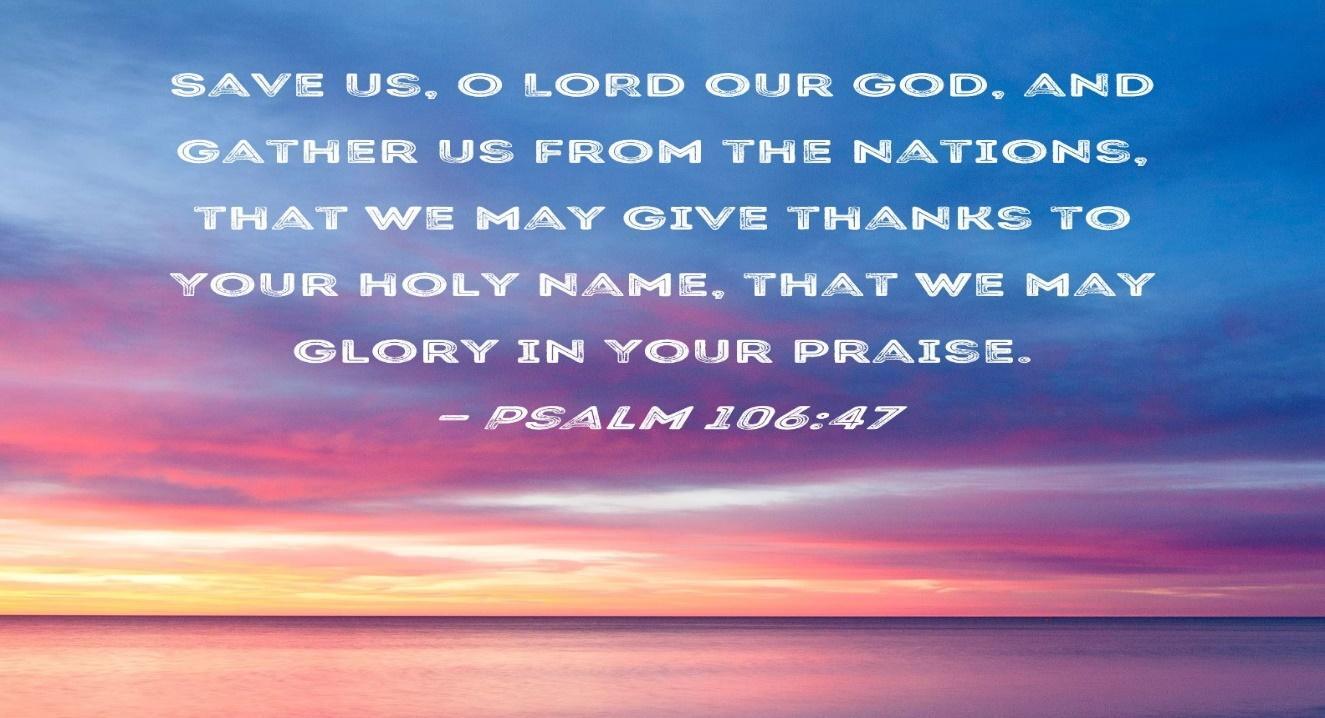 SAVE US, O LORD OUR GOD, AND
GATHER US FROM THE NATIONS,
THAT WE MAY GIVE THANKS TO
YOUR HOLY NAME, THAT WE MAY
GLORY IN YOUR PRAISE.
– PSALM 106:47